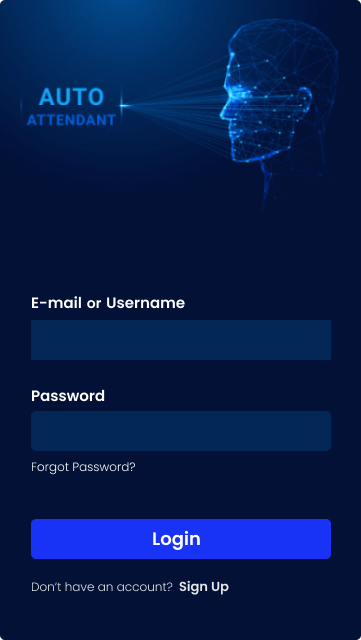 AUTO
ATTENDANT
E-mail or Username
Password
Forgot Password?
Login
Don’t have an account? Sign Up